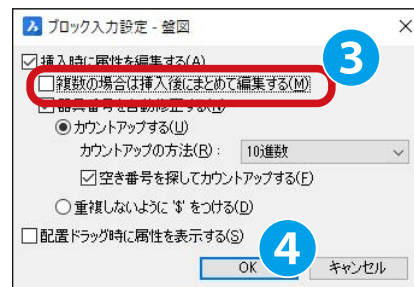 ブロック入力設定 - 盤図
挿入時に属性を編集する(A)
3
複数の場合は挿入後にまとめて編集する(M)
器具番号を自動修正する(N)
カウントアップする(U)
カウントアップの方法(R): 10進数
空き番号を探してカウントアップする(F)
重複しないように '$' をつける(D)
配置ドラッグ時に属性を表示する(S)
4
OK キャンセル